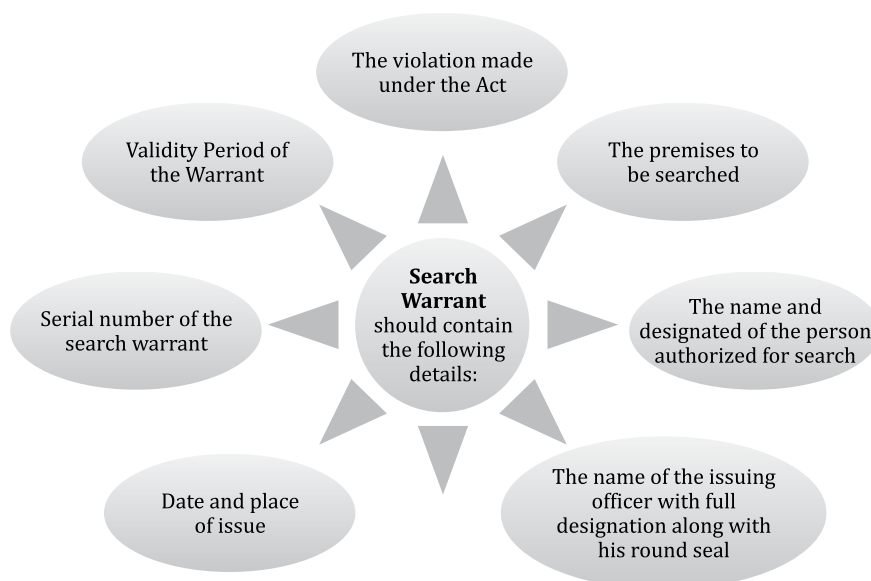 The violation made
under the Act
Validity Period of
the Warrant
The premises to
be searched
Search
Warrant
should contain
the following
details:
Serial number of the
search warrant
The name and
designated of the person
authorized for search
Date and place
of issue
The name of the issuing
officer with full
designation along with
his round seal